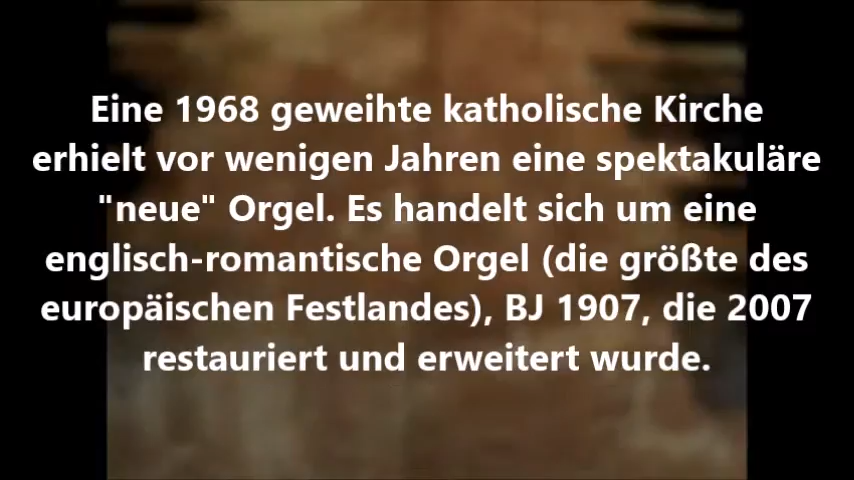 Eine 1968 geweihte katholische Kirche
erhielt vor wenigen Jahren eine spektakuläre
"neue" Orgel. Es handelt sich um eine
englisch-romantische Orgel (die größte des
europäischen Festlandes), BJ 1907, die 2007
restauriert und erweitert wurde.